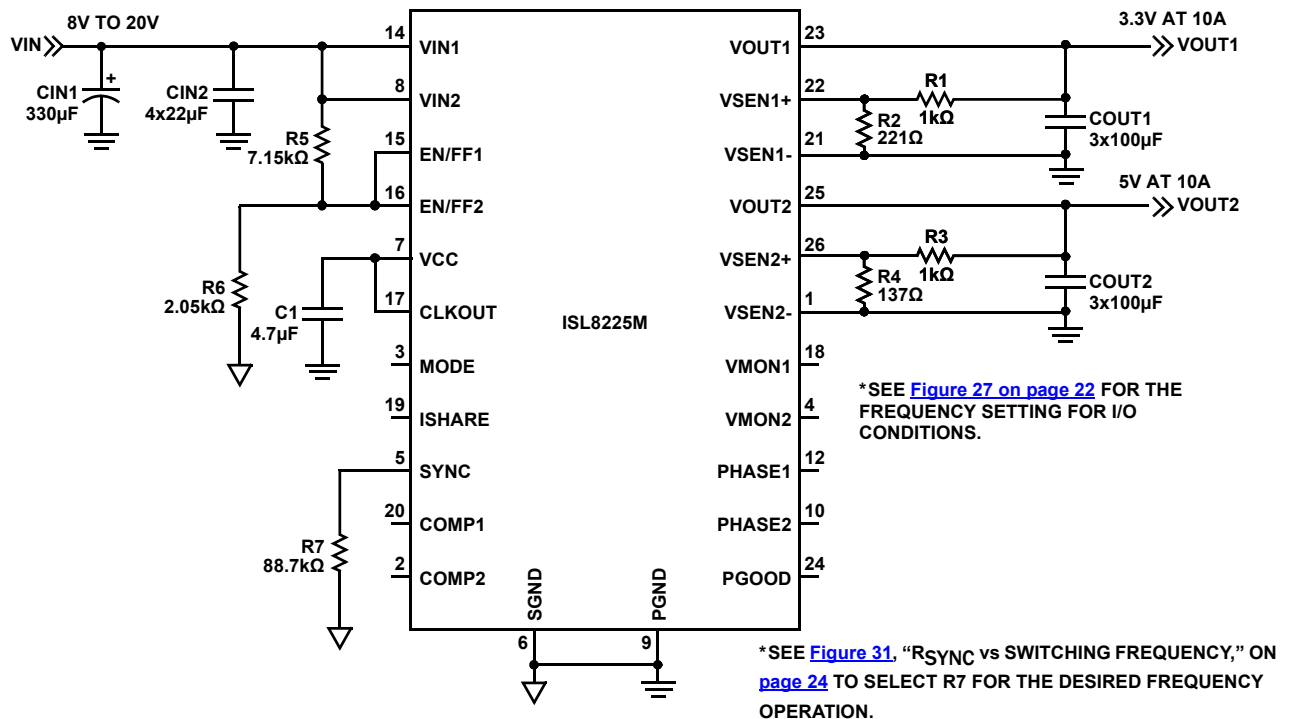 8V TO 20V
VIN
CIN1
330µF
+
CIN2
4x22µF
R5
7.15kΩ
R6
2.05kΩ
C1
4.7µF
R7
88.7kΩ
14 VIN1
8 VIN2
15 EN/FF1
16 EN/FF2
7 VCC
17 CLKOUT
3 MODE
19 ISHARE
5 SYNC
20 COMP1
2 COMP2
ISL8225M
SGND
6
PGND
9
VOUT1 23
VSEN1+ 22
VSEN1- 21
VOUT2 25
VSEN2+ 26
VSEN2- 1
VMON1 18
VMON2 4
PHASE1 12
PHASE2 10
PGOOD 24
3.3V AT 10A
VOUT1
R1
1kΩ
R2
221Ω
COUT1
3x100µF
5V AT 10A
VOUT2
R3
1kΩ
R4
137Ω
COUT2
3x100µF
*SEE Figure 27 on page 22 FOR THE
FREQUENCY SETTING FOR I/O
CONDITIONS.
*SEE Figure 31, “RSYNC vs SWITCHING FREQUENCY,” ON
page 24 TO SELECT R7 FOR THE DESIRED FREQUENCY
OPERATION.